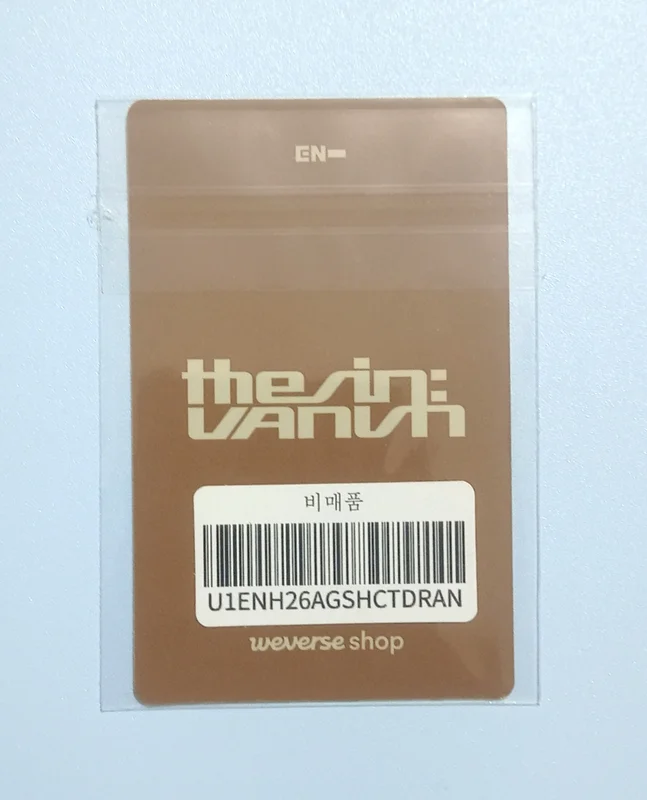 EN-
the sin:
VANISH
비매품
U1ENH26AGSHCTDRAN
weverse shop